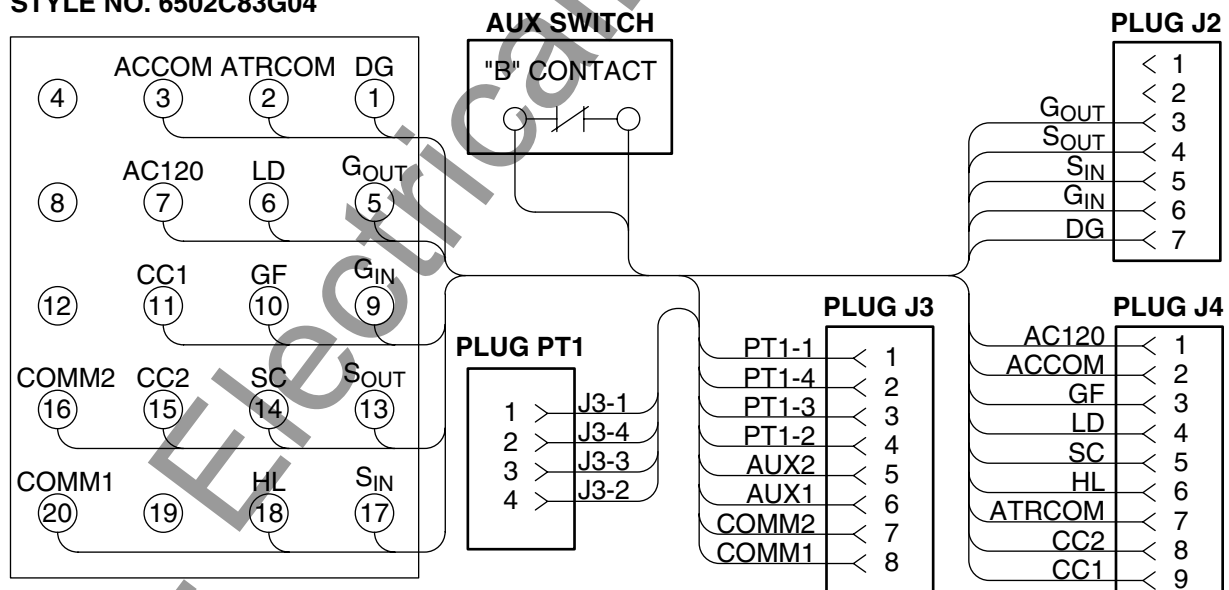 STYLE NO. 6502C83G04
ACCOM ATRCOM DG
4 3 2 1
AC120 LD GOUT
8 7 6 5
CC1 GF GIN
12 11 10 9
COMM2 CC2 SC SOUT
16 15 14 13
COMM1 HL SIN
20 19 18 17
AUX SWITCH
"B" CONTACT
PLUG PT1
1 J3-1
2 J3-4
3 J3-3
4 J3-2
PLUG J3
PT1-1 1
PT1-4 2
PT1-3 3
PT1-2 4
AUX2 5
AUX1 6
COMM2 7
COMM1 8
PLUG J2
1
2
GOUT 3
SOUT 4
SIN 5
GIN 6
DG 7
PLUG J4
AC120 1
ACCOM 2
GF 3
LD 4
SC 5
HL 6
ATRCOM 7
CC2 8
CC1 9
Electrical